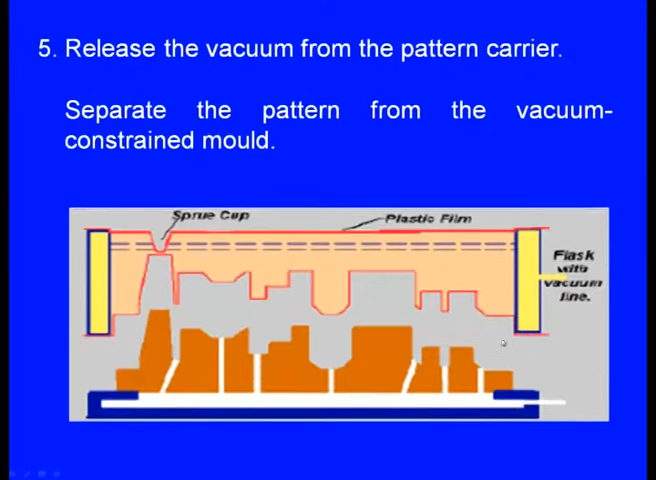 5. Release the vacuum from the pattern carrier.
Separate the pattern from the vacuum-
constrained mould.
Sprue Cup
Plastic Film
Flask
with
vacuum
line.